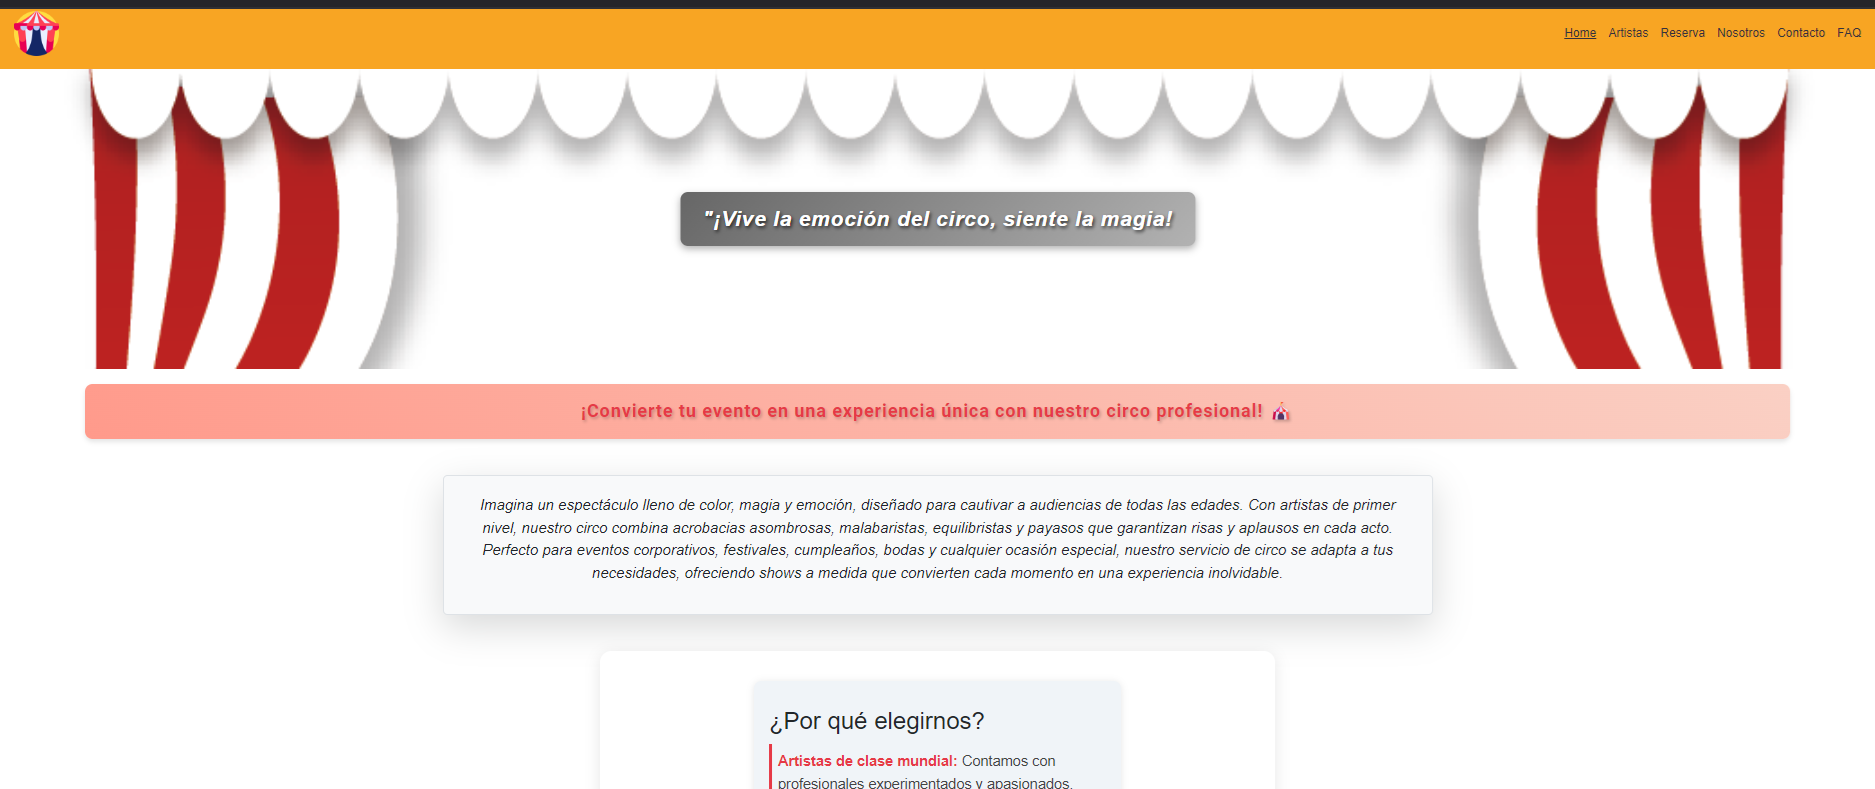 Home Artistas Reserva Nosotros Contacto FAQ
"¡Vive la emoción del circo, siente la magia!
¡Convierte tu evento en una experiencia única con nuestro circo profesional! 🎪
Imagina un espectáculo lleno de color, magia y emoción, diseñado para cautivar a audiencias de todas las edades. Con artistas de primer
nivel, nuestro circo combina acrobacias asombrosas, malabaristas, equilibristas y payasos que garantizan risas y aplausos en cada acto.
Perfecto para eventos corporativos, festivales, cumpleaños, bodas y cualquier ocasión especial, nuestro servicio de circo se adapta a tus
necesidades, ofreciendo shows a medida que convierten cada momento en una experiencia inolvidable.
¿Por qué elegirnos?
Artistas de clase mundial: Contamos con
profesionales experimentados y apasionados.